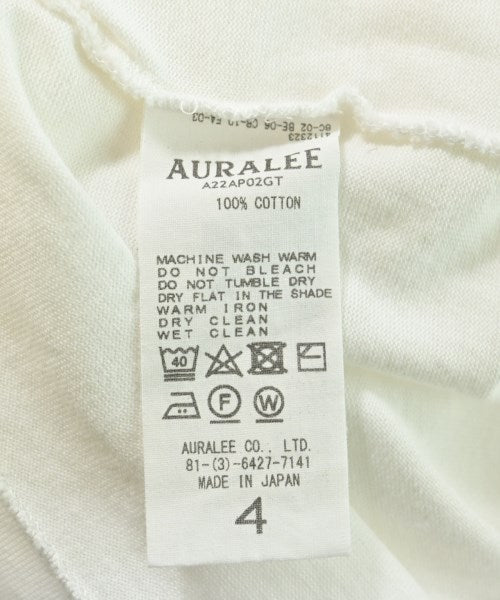 AURALEE
A22AP02GT
100% COTTON
MACHINE WASH WARM
DO NOT BLEACH
DO NOT TUMBLE DRY
DRY FLAT IN THE SHADE
WARM IRON
DRY CLEAN
WET CLEAN
40
F W
AURALEE CO., LTD.
81-(3)-6427-7141
MADE IN JAPAN
4